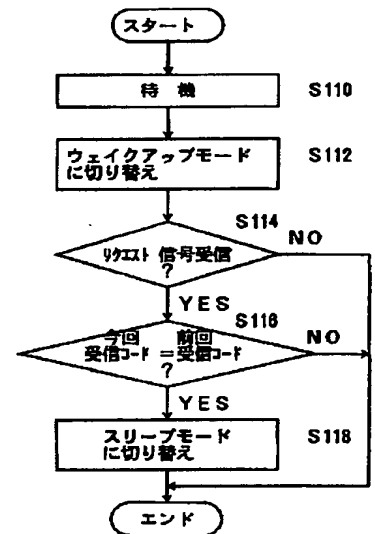 スタート
待機 S110
ウェイクアップモード
に切り替え S112
S114
リクエスト 信号受信
?
NO
YES
S116
今回 前回
受信コード = 受信コード
?
NO
YES
スリープモード
に切り替え S118
エンド